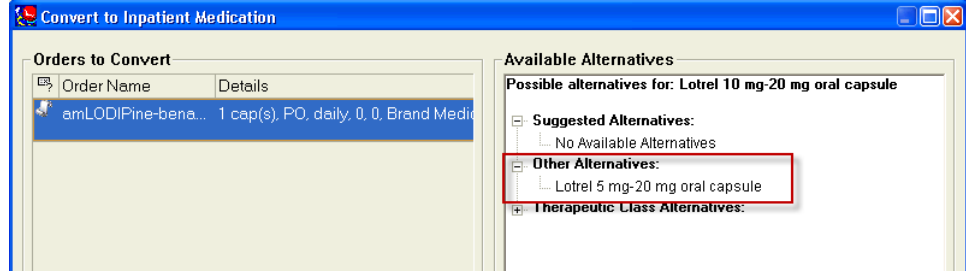 Convert to Inpatient Medication
Orders to Convert
Order Name Details
amLODIPine-bena... 1 cap(s), PO, daily, 0, 0, Brand Medic
Available Alternatives
Possible alternatives for: Lotrel 10 mg-20 mg oral capsule
Suggested Alternatives:
No Available Alternatives
Other Alternatives:
Lotrel 5 mg-20 mg oral capsule
Therapeutic Class Alternatives: